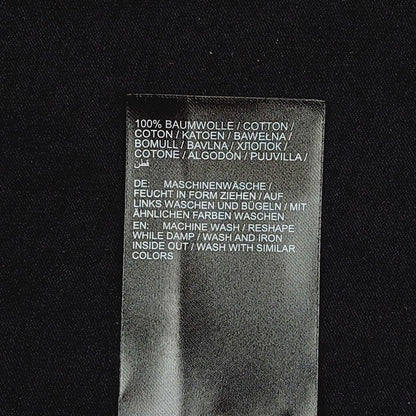 100% BAUMWOLLE / COTTON /
COTON / KATOEN / BAWEŁNA /
BOMULL / BAVLNA / ХЛОПОК /
COTONE / ALGODÓN / PUUVILLA /
قطن
DE: MASCHINENWÄSCHE /
FEUCHT IN FORM ZIEHEN / AUF
LINKS WASCHEN UND BÜGELN / MIT
ÄHNLICHEN FARBEN WASCHEN
EN: MACHINE WASH / RESHAPE
WHILE DAMP / WASH AND IRON
INSIDE OUT / WASH WITH SIMILAR
COLORS